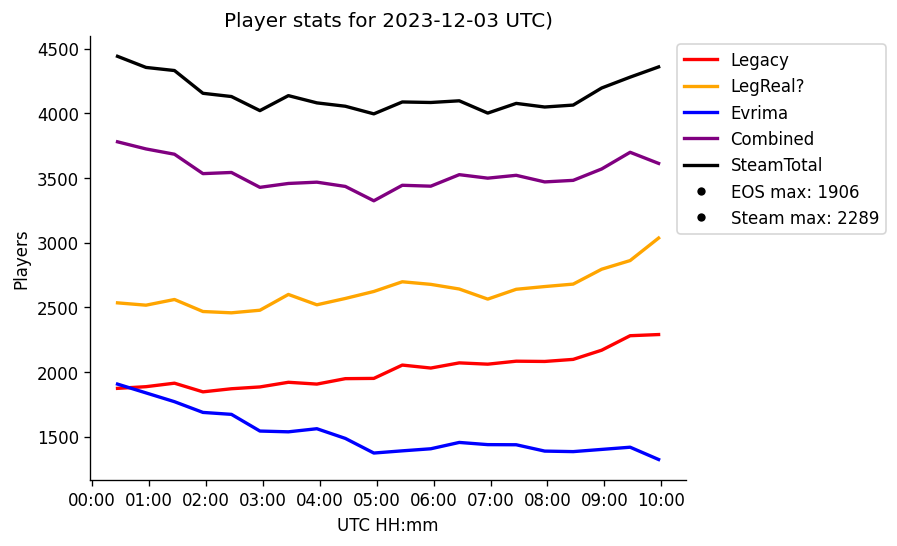 Player stats for 2023-12-03 UTC)
4500
4000
3500
3000
2500
2000
1500
Players
00:00 01:00 02:00 03:00 04:00 05:00 06:00 07:00 08:00 09:00 10:00
UTC HH:mm
Legacy
LegReal?
Evrima
Combined
SteamTotal
EOS max: 1906
Steam max: 2289